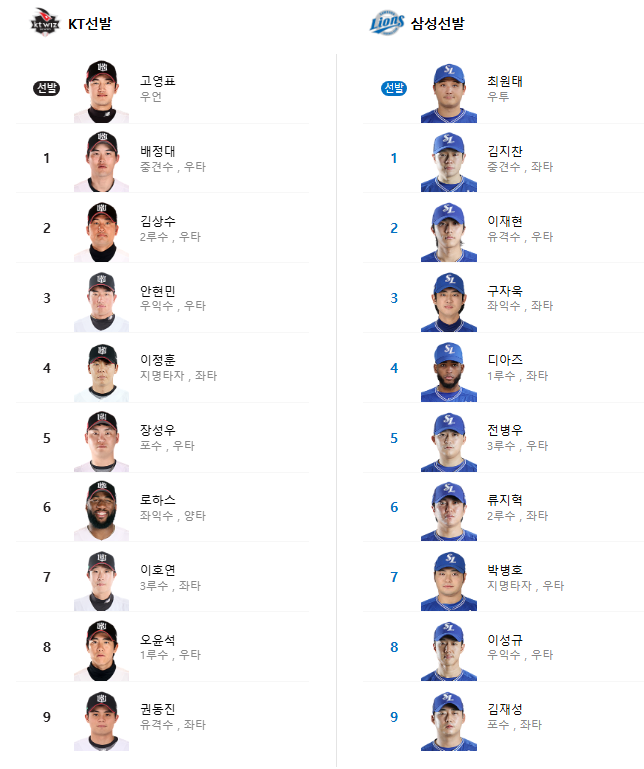 KT선발
선발
고영표
우언
1
배정대
중견수 , 우타
2
김상수
2루수 , 우타
3
안현민
우익수 , 우타
4
이정훈
지명타자 , 좌타
5
장성우
포수 , 우타
6
로하스
좌익수 , 양타
7
이호연
3루수 , 좌타
8
오윤석
1루수 , 우타
9
권동진
유격수 , 좌타
Lions
삼성선발
선발
최원태
우투
1
김지찬
중견수 , 좌타
2
이재현
유격수 , 우타
3
구자욱
좌익수 , 좌타
4
디아즈
1루수 , 좌타
5
전병우
3루수 , 우타
6
류지혁
2루수 , 좌타
7
박병호
지명타자 , 우타
8
이성규
우익수 , 우타
9
김재성
포수 , 좌타